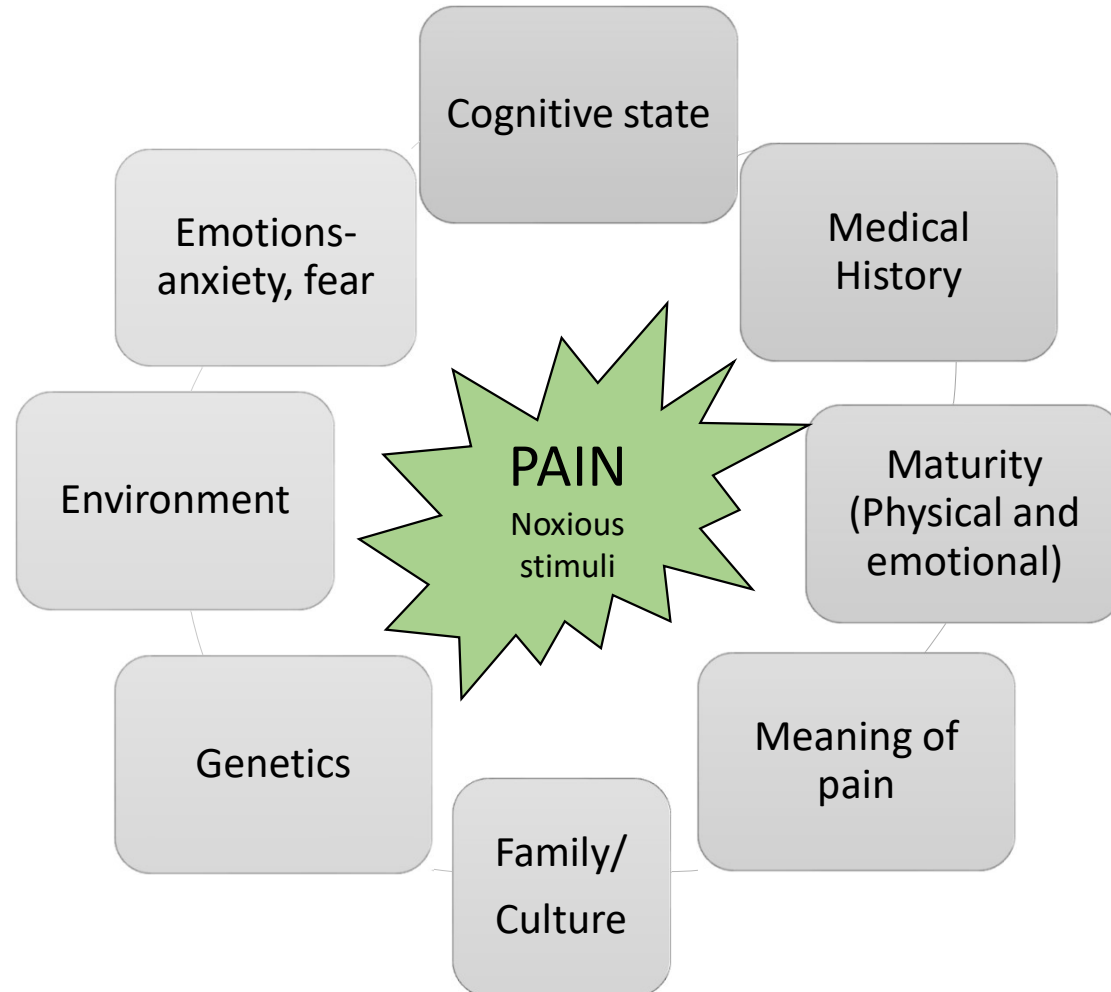 Cognitive state
Medical
History
Maturity
(Physical and
emotional)
Meaning of
pain
Family/
Culture
Genetics
Environment
Emotions-
anxiety, fear
PAIN
Noxious
stimuli